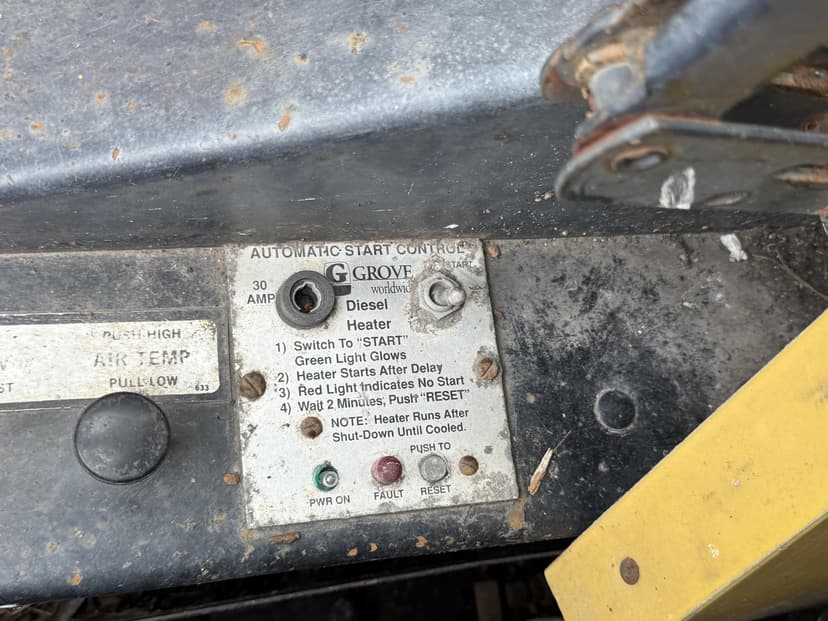 AUTOMATIC START CONTROL
30
AMP
G GROVE
worldwide
START
Diesel
Heater
1) Switch To "START"
Green Light Glows
2) Heater Starts After Delay
3) Red Light Indicates No Start
4) Wait 2 Minutes, Push "RESET"
NOTE: Heater Runs After
Shut-Down Until Cooled.
PUSH TO
PWR ON
FAULT
RESET
PUSH HIGH
AIR TEMP
PULL LOW
633